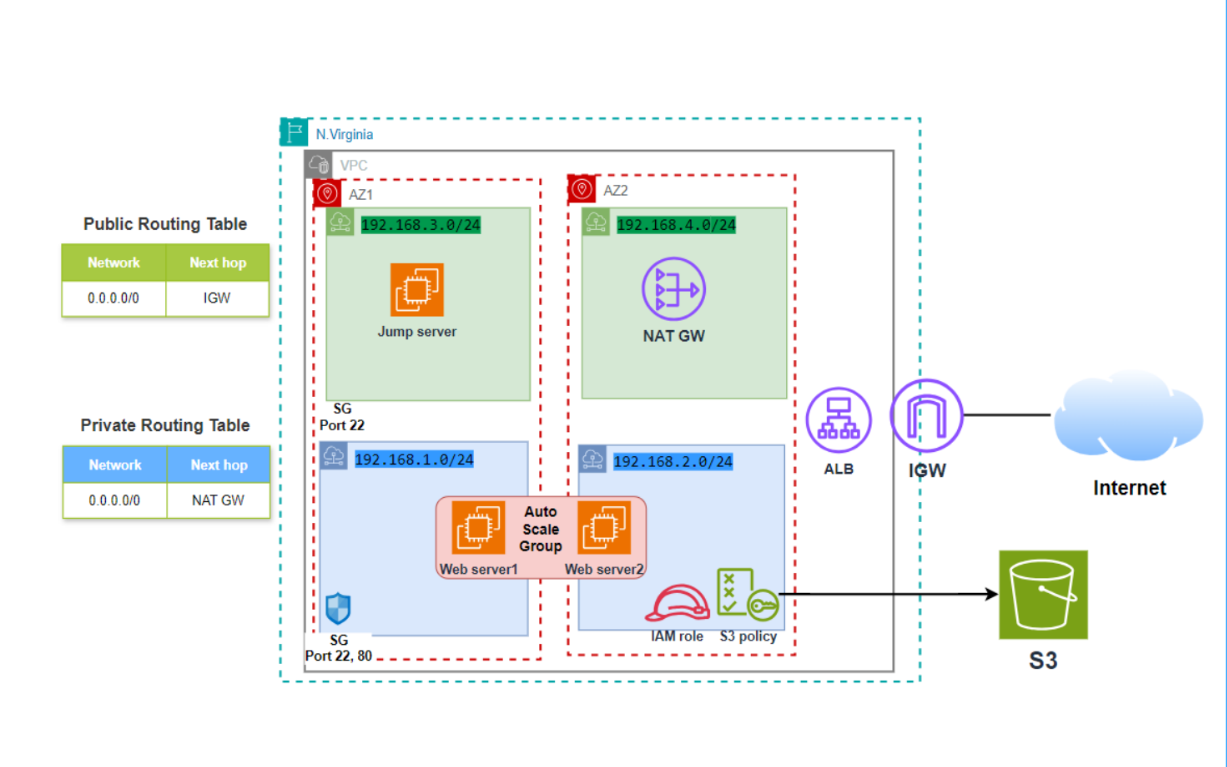 N.Virginia
VPC
AZ1
AZ2
Public Routing Table
Network Next hop
0.0.0.0/0 IGW
192.168.3.0/24
Jump server
SG
Port 22
192.168.4.0/24
NAT GW
Private Routing Table
Network Next hop
0.0.0.0/0 NAT GW
192.168.1.0/24
192.168.2.0/24
Auto
Scale
Group
Web server1
Web server2
SG
Port 22, 80
IAM role
S3 policy
ALB
IGW
Internet
S3